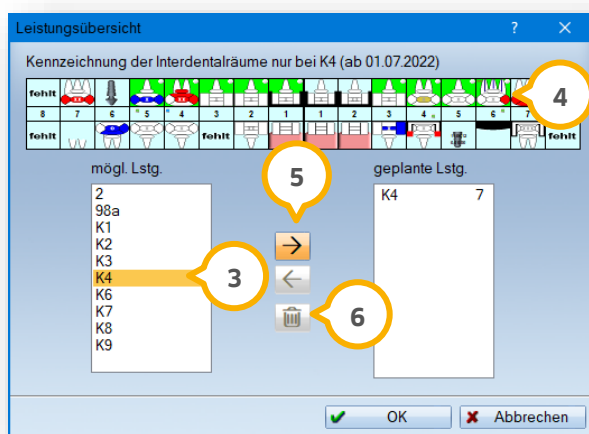 Leistungsübersicht ? ×
Kennzeichnung der Interdentalräume nur bei K4 (ab 01.07.2022)
fehlt
4
8 7 6 5 4 3 2 1 1 2 3 4 5 6 7
fehlt fehlt fehlt
mögl. Lstg. 5 geplante Lstg.
2
98a
K1
K2
K3
K4
K6
K7
K8
K9
3
K4 7
6
OK Abbrechen